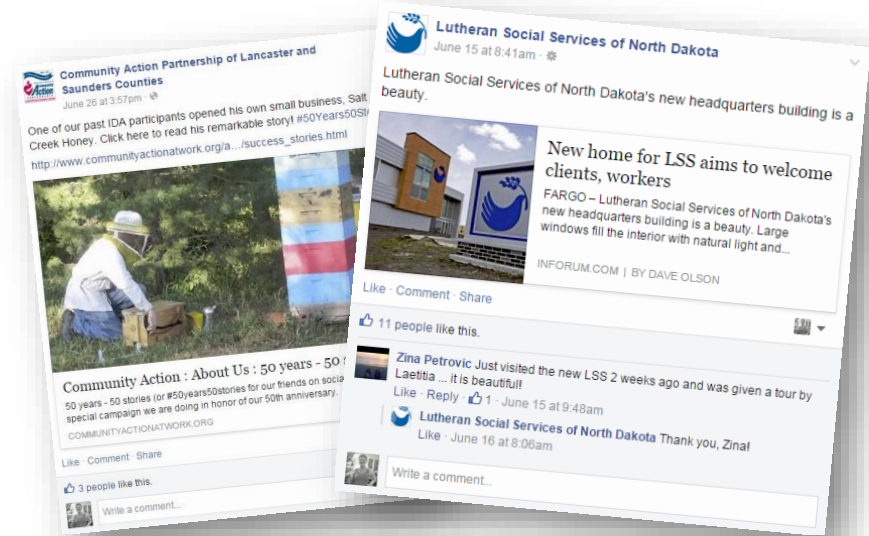 Community Action Partnership of Lancaster and
Saunders Counties
June 26 at 3:57pm ·
One of our past IDA participants opened his own small business, Salt
Creek Honey. Click here to read his remarkable story! #50Years50Sto
http://www.communityactionatwork.org/a.../success_stories.html
Community Action : About Us : 50 years - 50 s
50 years - 50 stories (or #50years50stories for our friends on socia
special campaign we are doing in honor of our 50th anniversary.
COMMUNITYACTIONATWORK.ORG
Like · Comment · Share
3 people like this.
Write a comment...
Lutheran Social Services of North Dakota
June 15 at 8:41am ·
Lutheran Social Services of North Dakota's new headquarters building is a
beauty.
New home for LSS aims to welcome
clients, workers
FARGO – Lutheran Social Services of North Dakota's
new headquarters building is a beauty. Large
windows fill the interior with natural light and...
INFORUM.COM | BY DAVE OLSON
Like · Comment · Share
11 people like this.
Zina Petrovic Just visited the new LSS 2 weeks ago and was given a tour by
Laetitia ... it is beautiful!
Like · Reply · 1 · June 15 at 9:48am
Lutheran Social Services of North Dakota Thank you, Zina!
Like · June 16 at 8:06am
Write a comment...